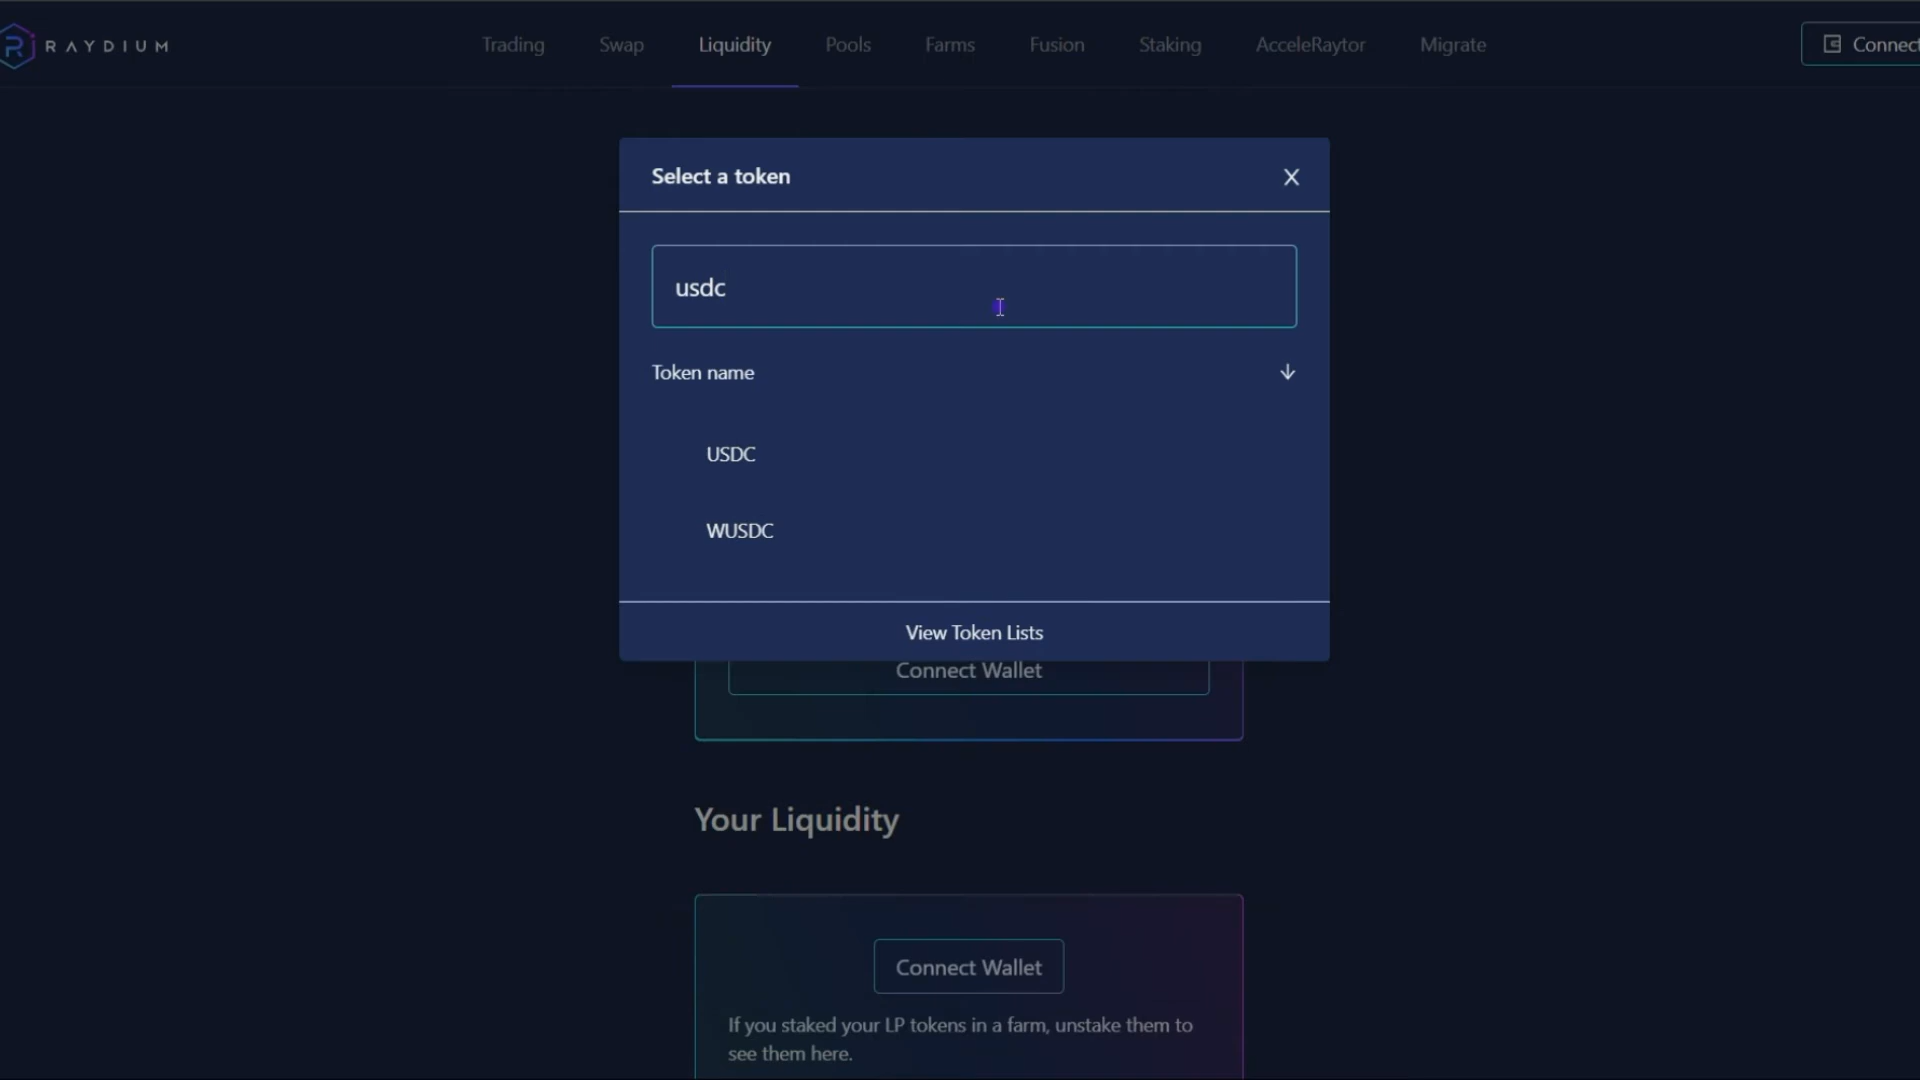 RAYDIUM
Trading Swap Liquidity Pools Farms Fusion Staking AcceleRaytor Migrate
Connect
Select a token
X
usdc
Token name
USDC
WUSDC
View Token Lists
Connect Wallet
Your Liquidity
Connect Wallet
If you staked your LP tokens in a farm, unstake them to
see them here.